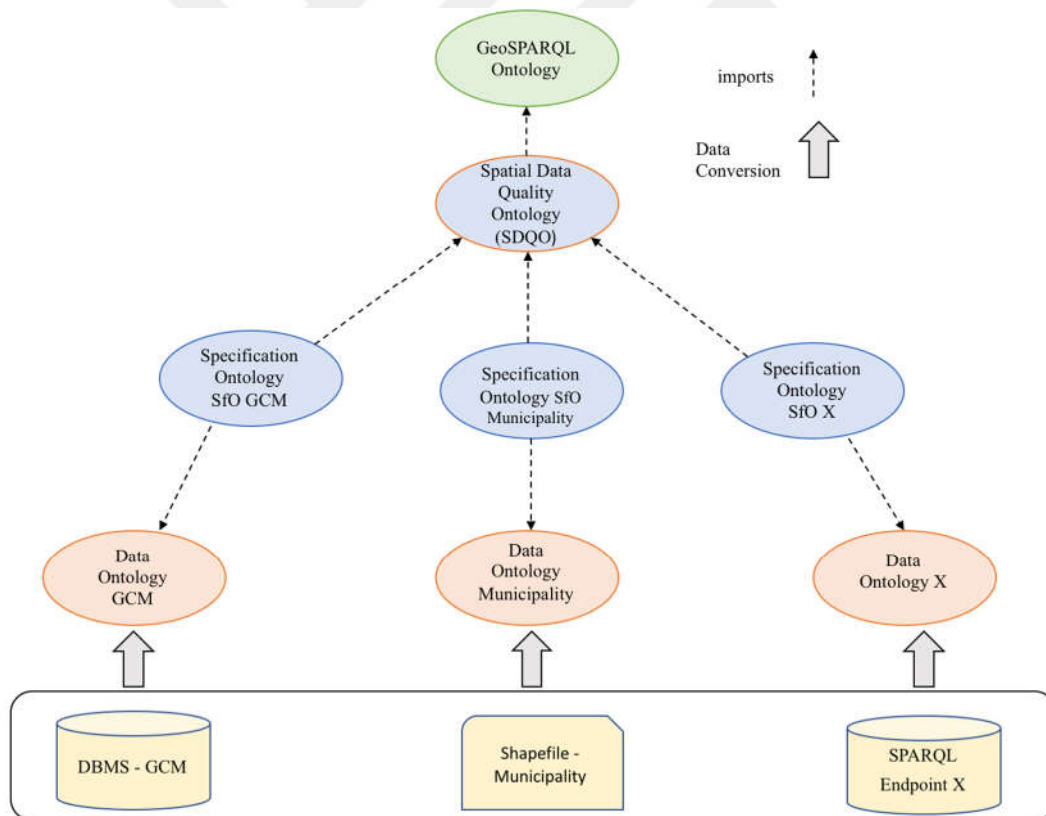 GeoSPARQL
Ontology
imports
Data
Conversion
Spatial Data
Quality
Ontology
(SDQO)
Specification
Ontology
SfO GCM
Specification
Ontology SfO
Municipality
Specification
Ontology
SfO X
Data
Ontology
GCM
Data
Ontology
Municipality
Data
Ontology X
DBMS - GCM
Shapefile -
Municipality
SPARQL
Endpoint X